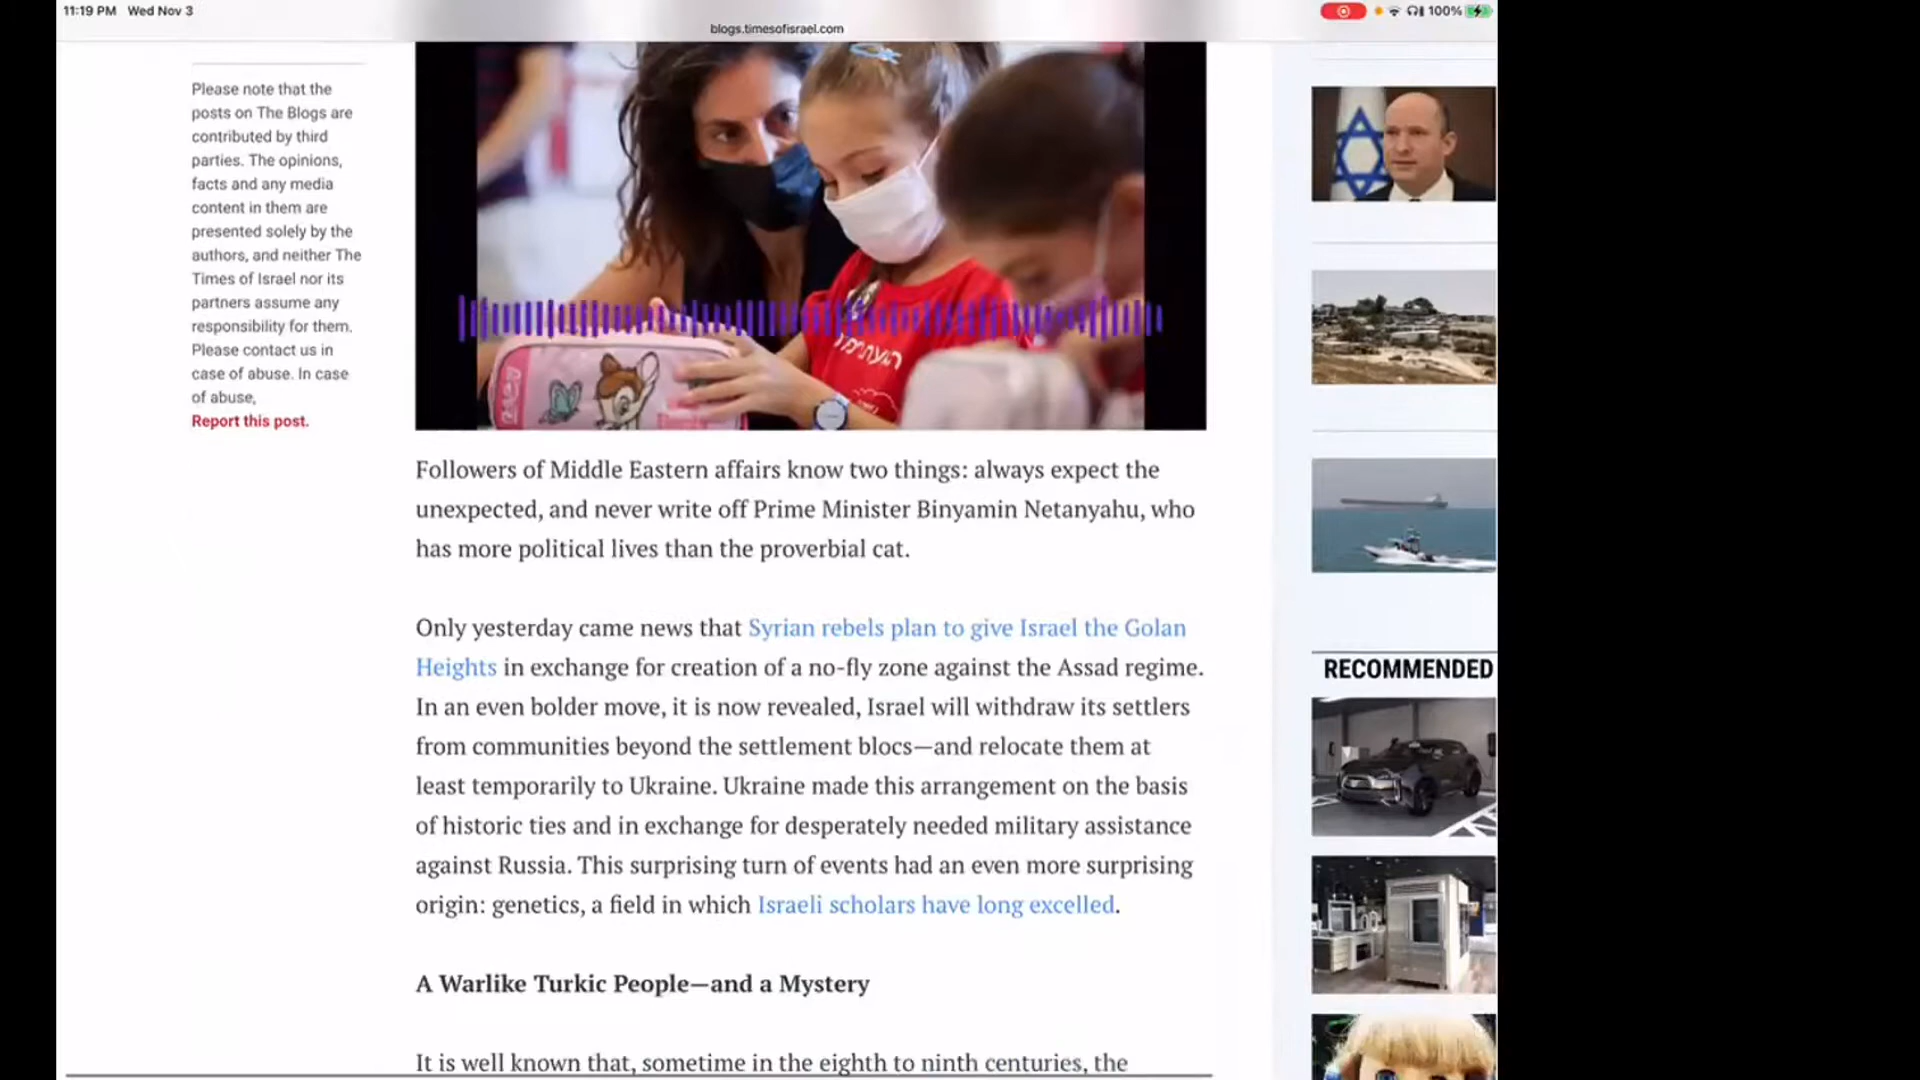 11:19 PM Wed Nov 3
100%
blogs.timesofisrael.com
Please note that the
posts on The Blogs are
contributed by third
parties. The opinions,
facts and any media
content in them are
presented solely by the
authors, and neither The
Times of Israel nor its
partners assume any
responsibility for them.
Please contact us in
case of abuse. In case
of abuse,
Report this post.
Followers of Middle Eastern affairs know two things: always expect the
unexpected, and never write off Prime Minister Binyamin Netanyahu, who
has more political lives than the proverbial cat.
Only yesterday came news that Syrian rebels plan to give Israel the Golan
Heights in exchange for creation of a no-fly zone against the Assad regime.
In an even bolder move, it is now revealed, Israel will withdraw its settlers
from communities beyond the settlement blocs—and relocate them at
least temporarily to Ukraine. Ukraine made this arrangement on the basis
of historic ties and in exchange for desperately needed military assistance
against Russia. This surprising turn of events had an even more surprising
origin: genetics, a field in which Israeli scholars have long excelled.
A Warlike Turkic People—and a Mystery
It is well known that, sometime in the eighth to ninth centuries, the
RECOMMENDED